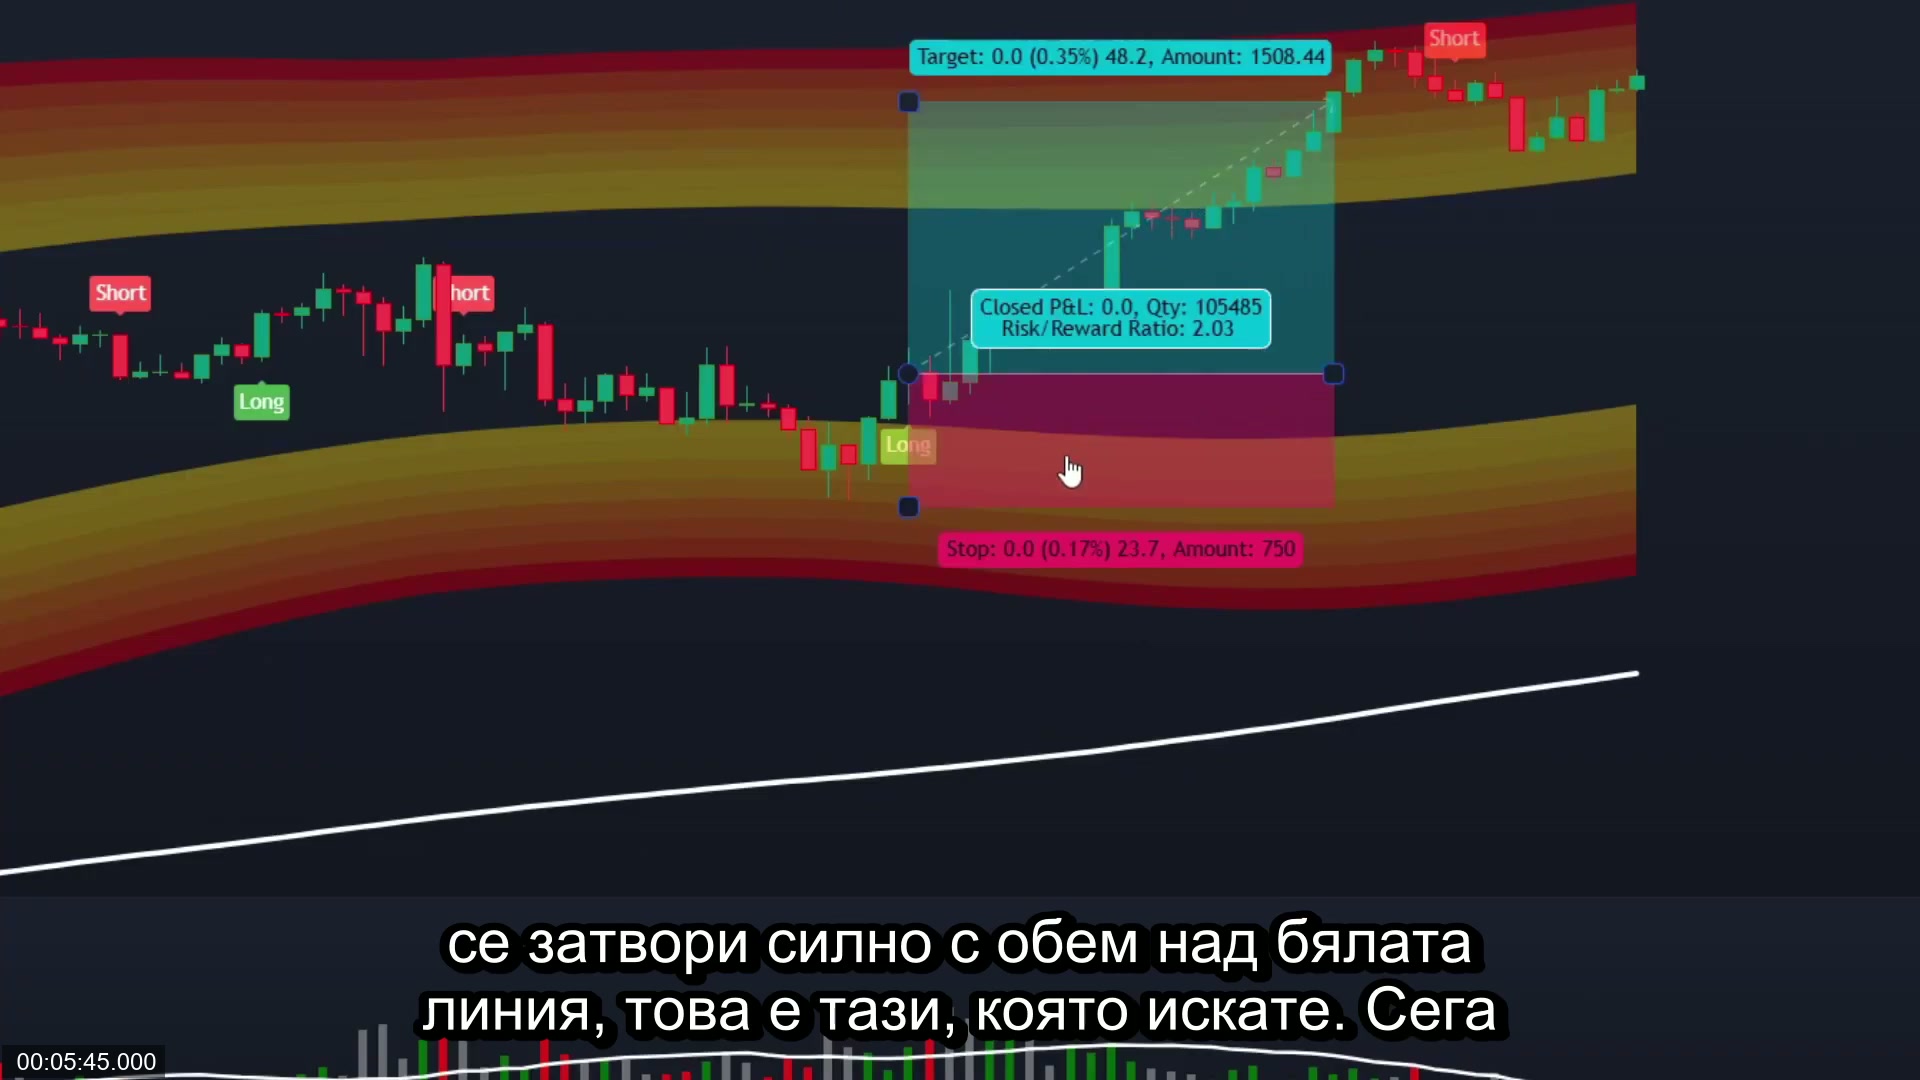 Target: 0.0 (0.35%) 48.2, Amount: 1508.44
Short
Short
hort
Closed P&L: 0.0, Qty: 105485
Risk/Reward Ratio: 2.03
Long
Long
Stop: 0.0 (0.17%) 23.7, Amount: 750
се затвори силно с обем над бялата
линия, това е тази, която искате. Сега
00:05:45.000